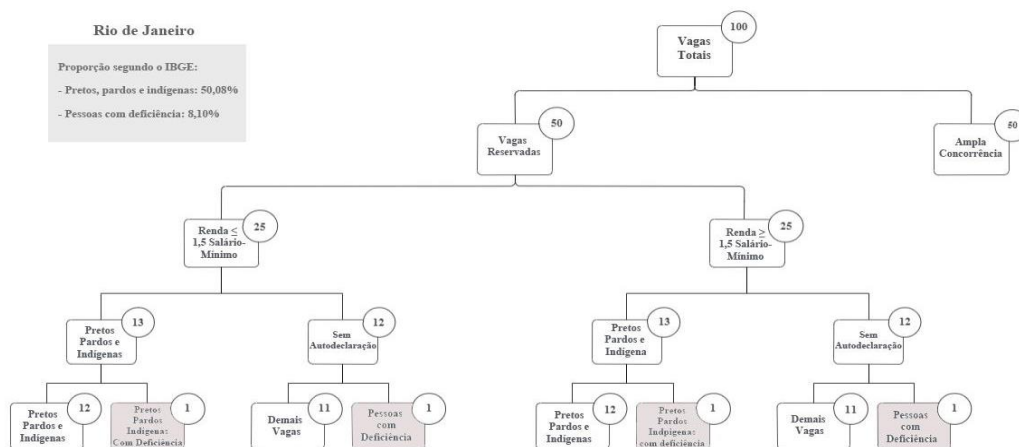 Rio de Janeiro
Proporção segundo o IBGE:
- Pretos, pardos e indígenas: 50,08%
- Pessoas com deficiência: 8,10%
100
Vagas
Totais
50
Vagas
Reservadas
50
Ampla
Concorrência
25
Renda ≤
1,5 Salário-
Mínimo
25
Renda ≥
1,5 Salário-
Mínimo
13
Pretos
Pardos e
Indígenas
12
Sem
Autodeclaração
13
Pretos
Pardos e
Indígena
12
Sem
Autodeclaração
12
Pretos
Pardos e
Indígenas
1
Pretos
Pardos
Indígenas
Com Deficiência
11
Demais
Vagas
1
Pessoas
com
Deficiência
12
Pretos
Pardos e
Indígenas
1
Pretos
Pardos
Indpigenas
com deficiência
11
Demais
Vagas
1
Pessoas
com
Deficiência